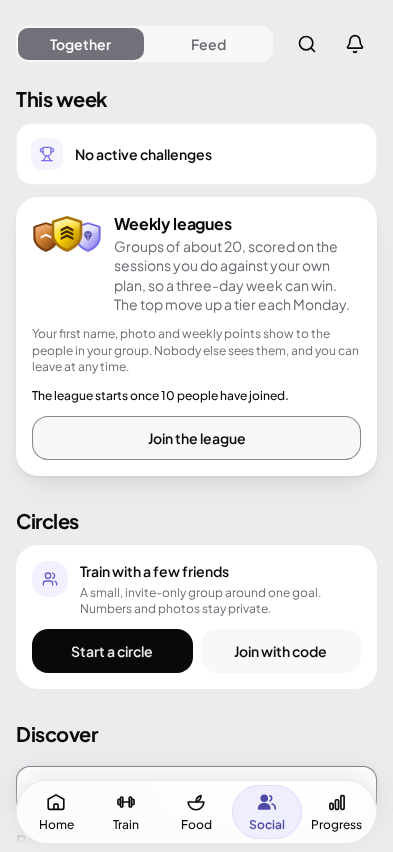 Together
Feed
This week
No active challenges
Weekly leagues
Groups of about 20, scored on the
sessions you do against your own
plan, so a three-day week can win.
The top move up a tier each Monday.
Your first name, photo and weekly points show to the
people in your group. Nobody else sees them, and you can
leave at any time.
The league starts once 10 people have joined.
Join the league
Circles
Train with a few friends
A small, invite-only group around one goal.
Numbers and photos stay private.
Start a circle
Join with code
Discover
Home
Train
Food
Social
Progress